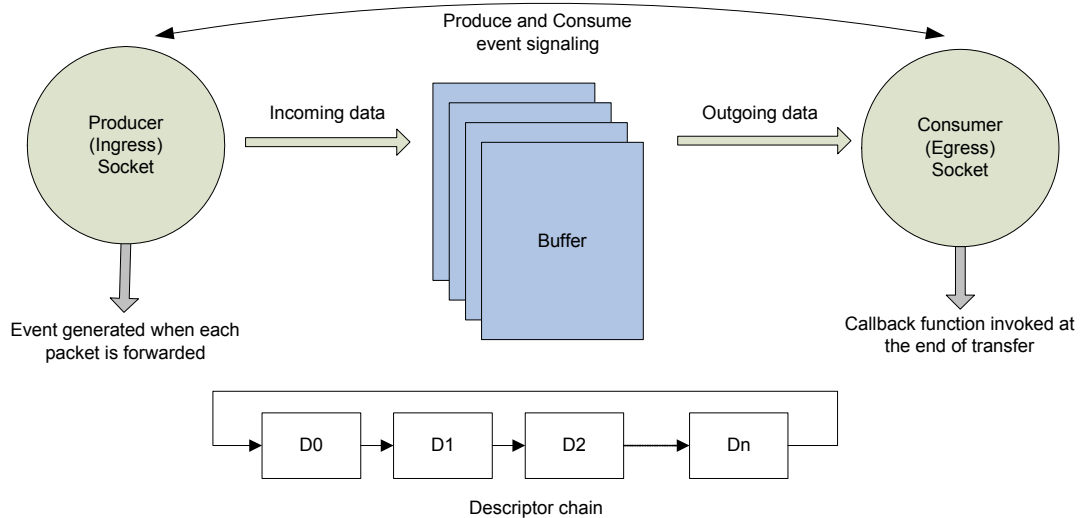 Produce and Consume
event signaling
Producer
(Ingress)
Socket
Incoming data
Buffer
Outgoing data
Consumer
(Egress)
Socket
Event generated when each
packet is forwarded
Callback function invoked at
the end of transfer
D0
D1
D2
Dn
Descriptor chain